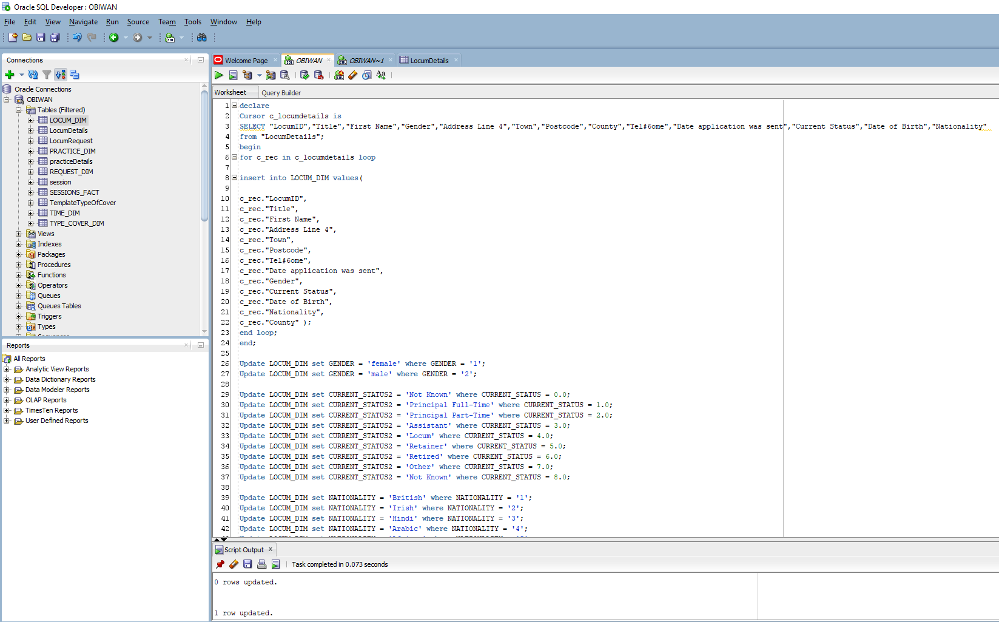 Oracle SQL Developer : OBIWAN
File Edit View Navigate Run Source Team Tools Window Help
Connections
Oracle Connections
OBIWAN
Tables (Filtered)
LOCUM_DIM
LocumDetails
LocumRequest
PRACTICE_DIM
practiceDetails
REQUEST_DIM
session
SESSIONS_FACT
TemplateTypeOfCover
TIME_DIM
TYPE_COVER_DIM
Views
Indexes
Packages
Procedures
Functions
Operators
Queues
Queues Tables
Triggers
Types
Reports
All Reports
Analytic View Reports
Data Dictionary Reports
Data Modeler Reports
OLAP Reports
TimesTen Reports
User Defined Reports
Welcome Page OBIWAN OBIWAN~1 LocumDetails
Worksheet Query Builder
1 declare
2 Cursor c_locumdetails is
3 SELECT "LocumID","Title","First Name","Gender","Address Line 4","Town","Postcode","County","Tel#6ome","Date application was sent","Current Status","Date of Birth","Nationality"
4 from "LocumDetails";
5 begin
6 for c_rec in c_locumdetails loop
7
8 insert into LOCUM_DIM values(
9
10 c_rec."LocumID",
11 c_rec."Title",
12 c_rec."First Name",
13 c_rec."Address Line 4",
14 c_rec."Town",
15 c_rec."Postcode",
16 c_rec."Tel#6ome",
17 c_rec."Date application was sent",
18 c_rec."Gender",
19 c_rec."Current Status",
20 c_rec."Date of Birth",
21 c_rec."Nationality",
22 c_rec."County" );
23 end loop;
24 end;
25
26 Update LOCUM_DIM set GENDER = 'female' where GENDER = '1';
27 Update LOCUM_DIM set GENDER = 'male' where GENDER = '2';
28
29 Update LOCUM_DIM set CURRENT_STATUS2 = 'Not Known' where CURRENT_STATUS = 0.0;
30 Update LOCUM_DIM set CURRENT_STATUS2 = 'Principal Full-Time' where CURRENT_STATUS = 1.0;
31 Update LOCUM_DIM set CURRENT_STATUS2 = 'Principal Part-Time' where CURRENT_STATUS = 2.0;
32 Update LOCUM_DIM set CURRENT_STATUS2 = 'Assistant' where CURRENT_STATUS = 3.0;
33 Update LOCUM_DIM set CURRENT_STATUS2 = 'Locum' where CURRENT_STATUS = 4.0;
34 Update LOCUM_DIM set CURRENT_STATUS2 = 'Retainer' where CURRENT_STATUS = 5.0;
35 Update LOCUM_DIM set CURRENT_STATUS2 = 'Retired' where CURRENT_STATUS = 6.0;
36 Update LOCUM_DIM set CURRENT_STATUS2 = 'Other' where CURRENT_STATUS = 7.0;
37 Update LOCUM_DIM set CURRENT_STATUS2 = 'Not Known' where CURRENT_STATUS = 8.0;
38
39 Update LOCUM_DIM set NATIONALITY = 'British' where NATIONALITY = '1';
40 Update LOCUM_DIM set NATIONALITY = 'Irish' where NATIONALITY = '2';
41 Update LOCUM_DIM set NATIONALITY = 'Hindi' where NATIONALITY = '3';
42 Update LOCUM_DIM set NATIONALITY = 'Arabic' where NATIONALITY = '4';
Script Output
Task completed in 0.073 seconds
0 rows updated.
1 row updated.